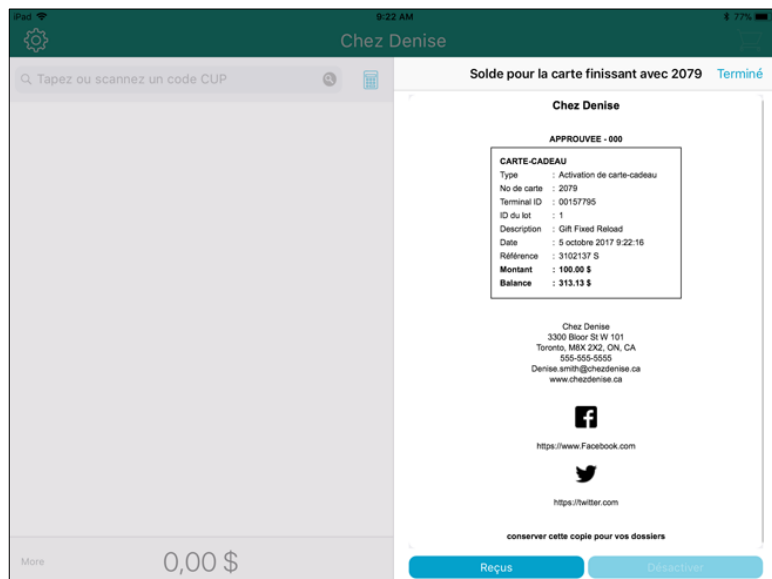 iPad 9:22 AM 77%
Chez Denise
Tapez ou scannez un code CUP
Solde pour la carte finissant avec 2079 Terminé
Chez Denise
APPROUVEE - 000
CARTE-CADEAU
Type : Activation de carte-cadeau
No de carte : 2079
Terminal ID : 00157795
ID du lot : 1
Description : Gift Fixed Reload
Date : 5 octobre 2017 9:22:16
Référence : 3102137 S
Montant : 100.00 $
Balance : 313.13 $
Chez Denise
3300 Bloor St W 101
Toronto, M8X 2X2, ON, CA
555-555-5555
Denise.smith@chezdenise.ca
www.chezdenise.ca
https://www.Facebook.com
https://twitter.com
conserver cette copie pour vos dossiers
More 0,00 $
Reçus Désactiver